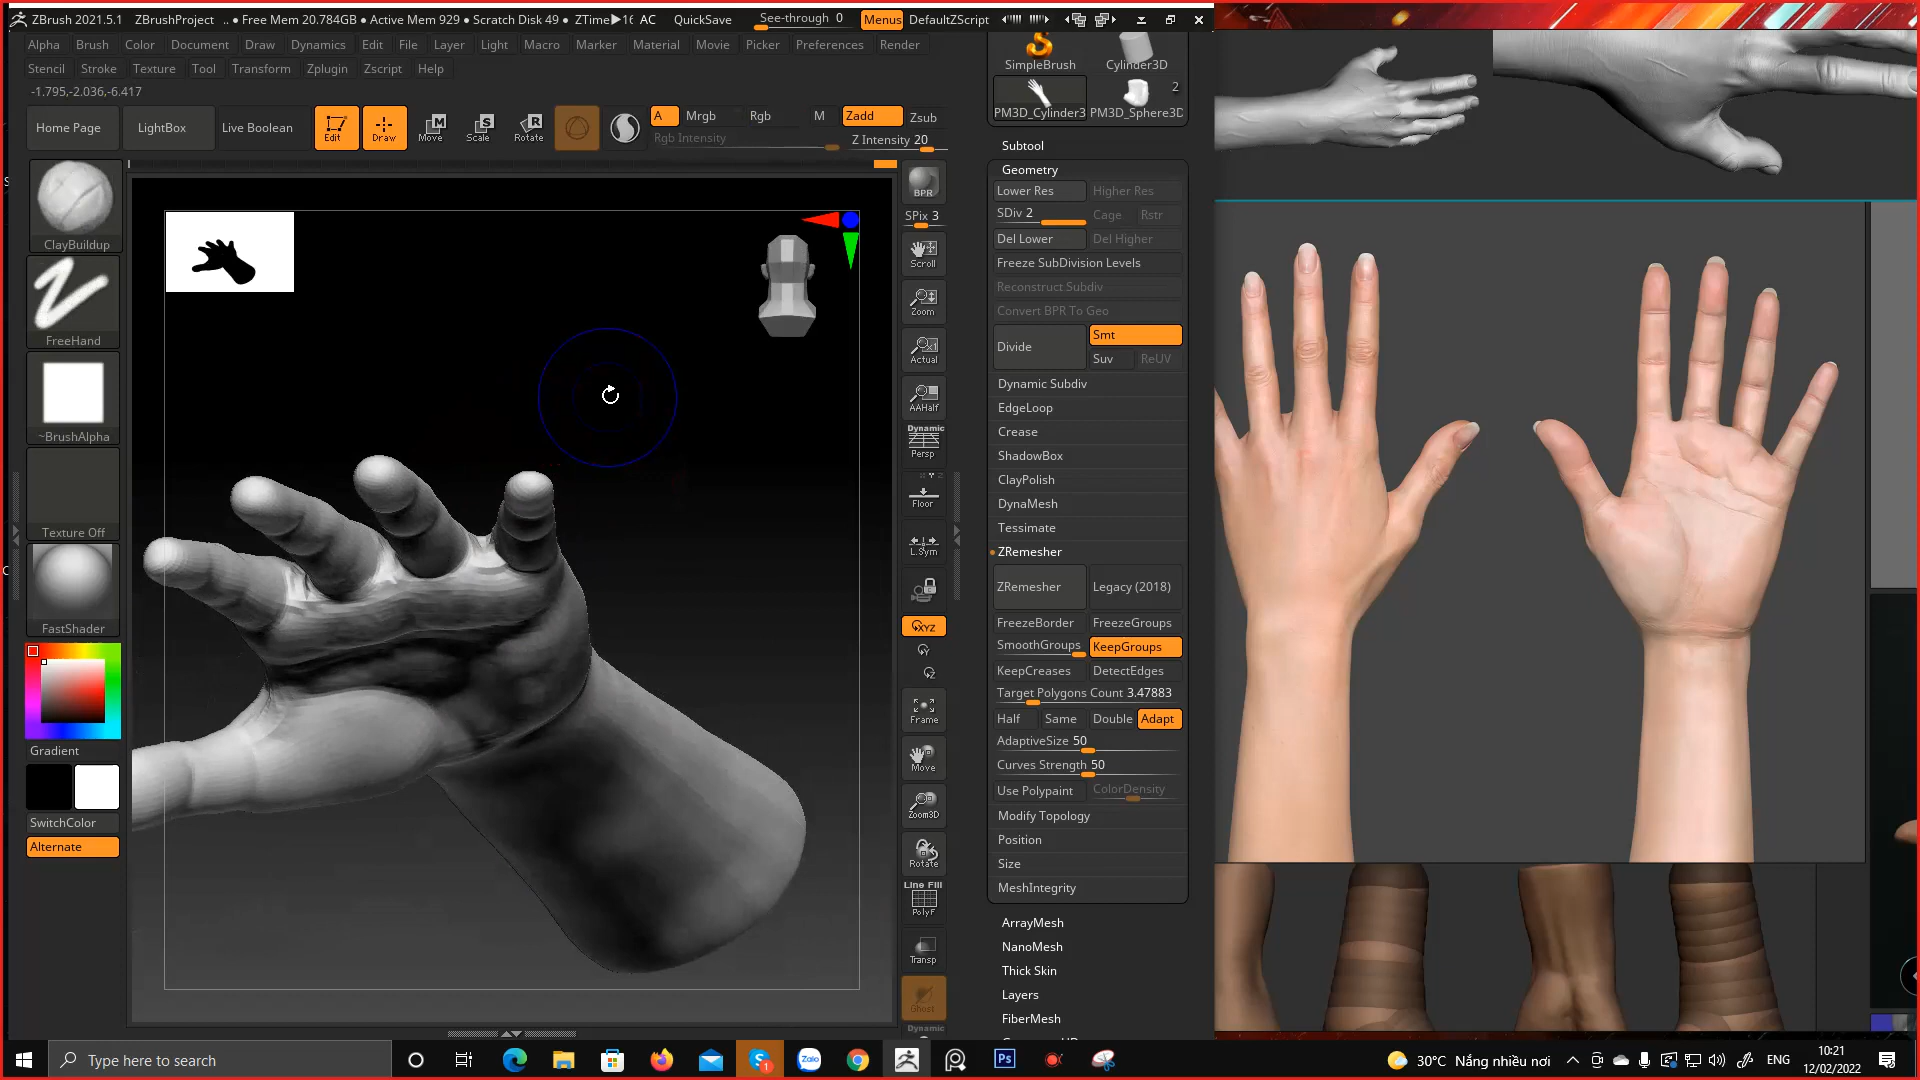 ZBrush 2021.5.1 ZBrushProject .. ● Free Mem 20.784GB ● Active Mem 929 ● Scratch Disk 49 ● ZTime▶16 AC QuickSave See-through 0 Menus DefaultZScript
Alpha Brush Color Document Draw Dynamics Edit File Layer Light Macro Marker Material Movie Picker Preferences Render
Stencil Stroke Texture Tool Transform Zplugin Zscript Help
-1.795,-2.036,-6.417
Home Page LightBox Live Boolean Edit Draw Move Scale Rotate A Mrgb Rgb M Zadd Zsub
Rgb Intensity Z Intensity 20
ClayBuildup
FreeHand
~BrushAlpha
Texture Off
FastShader
Gradient
SwitchColor
Alternate
BPR
SPix 3
Scroll
Zoom
Actual
AAHalf
Dynamic
Persp
Floor
L.Sym
XYZ
Frame
Move
Zoom3D
Rotate
Line Fill
PolyF
Transp
Ghost
Dynamic
SimpleBrush Cylinder3D
2
PM3D_Cylinder3 PM3D_Sphere3D
Subtool
Geometry
Lower Res Higher Res
SDiv 2 Cage Rstr
Del Lower Del Higher
Freeze SubDivision Levels
Reconstruct Subdiv
Convert BPR To Geo
Divide Smt
Suv ReUV
Dynamic Subdiv
EdgeLoop
Crease
ShadowBox
ClayPolish
DynaMesh
Tessimate
ZRemesher
ZRemesher Legacy (2018)
FreezeBorder FreezeGroups
SmoothGroups KeepGroups
KeepCreases DetectEdges
Target Polygons Count 3.47883
Half Same Double Adapt
AdaptiveSize 50
Curves Strength 50
Use Polypaint ColorDensity
Modify Topology
Position
Size
MeshIntegrity
ArrayMesh
NanoMesh
Thick Skin
Layers
FiberMesh
Type here to search
Zalo
Ps
30°C Nắng nhiều nơi
ENG
10:21
12/02/2022